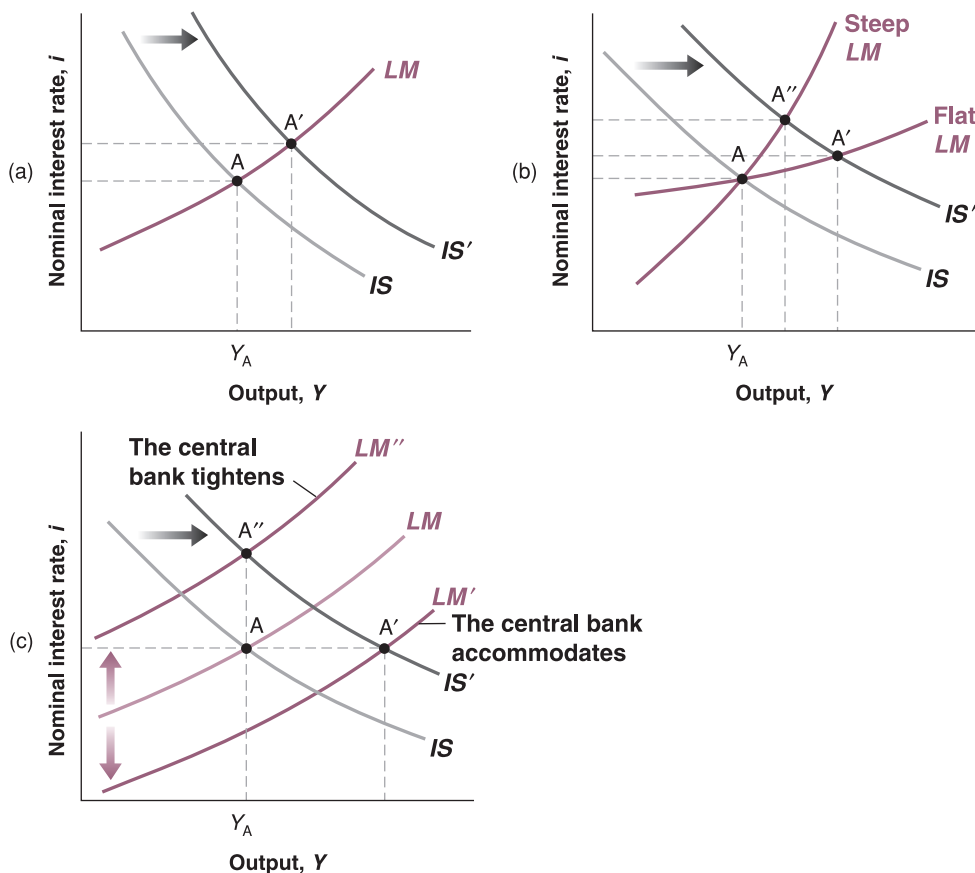 (a)
Nominal interest rate, i
LM
A′
A
IS′
IS
Y_A
Output, Y
(b)
Nominal interest rate, i
Steep
LM
A″
Flat
LM
A′
A
IS′
IS
Y_A
Output, Y
(c)
Nominal interest rate, i
The central
bank tightens
LM″
A″
LM
LM′
A
A′
The central bank
accommodates
IS′
IS
Y_A
Output, Y